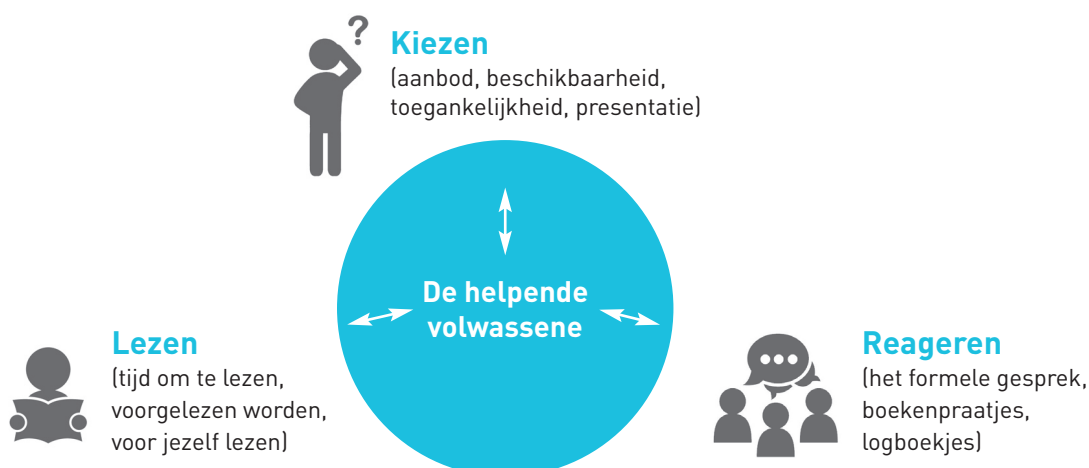 ?
Kiezen
(aanbod, beschikbaarheid,
toegankelijkheid, presentatie)
De helpende
volwassene
Lezen
(tijd om te lezen,
voorgelezen worden,
voor jezelf lezen)
Reageren
(het formele gesprek,
boekenpraatjes,
logboekjes)